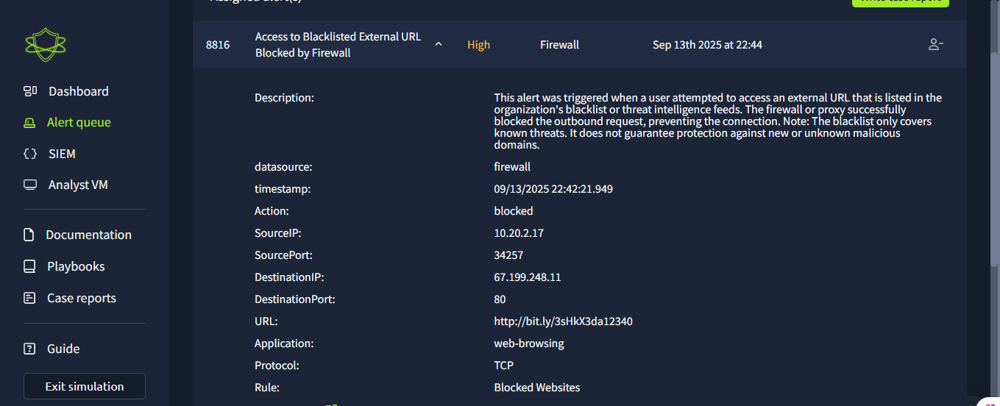 Assigned alert(s)
Write case report
8816
Access to Blacklisted External URL
Blocked by Firewall
High
Firewall
Sep 13th 2025 at 22:44
Dashboard
Alert queue
SIEM
Analyst VM
Documentation
Playbooks
Case reports
Guide
Exit simulation
Description:
This alert was triggered when a user attempted to access an external URL that is listed in the
organization's blacklist or threat intelligence feeds. The firewall or proxy successfully
blocked the outbound request, preventing the connection. Note: The blacklist only covers
known threats. It does not guarantee protection against new or unknown malicious
domains.
datasource:
firewall
timestamp:
09/13/2025 22:42:21.949
Action:
blocked
SourceIP:
10.20.2.17
SourcePort:
34257
DestinationIP:
67.199.248.11
DestinationPort:
80
URL:
http://bit.ly/3sHkX3da12340
Application:
web-browsing
Protocol:
TCP
Rule:
Blocked Websites